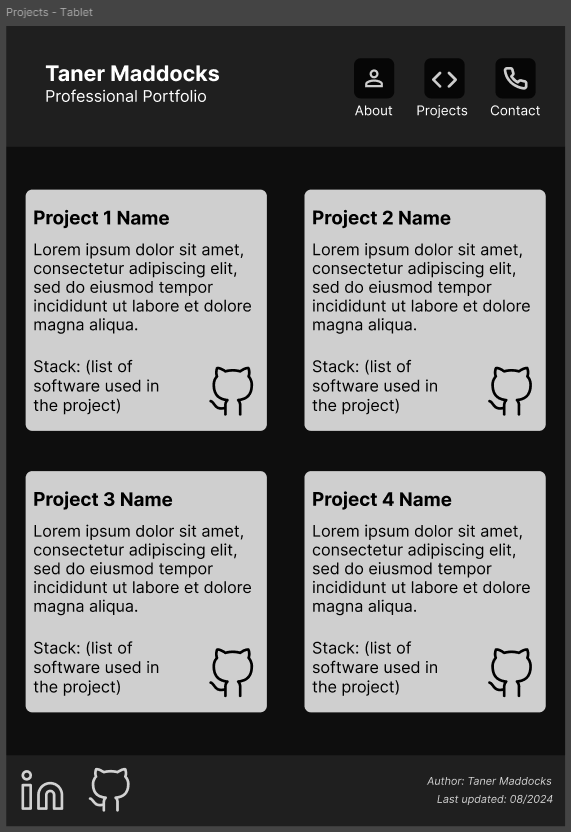 Projects - Tablet
Taner Maddocks
Professional Portfolio
About
Projects
Contact
Project 1 Name
Lorem ipsum dolor sit amet,
consectetur adipiscing elit,
sed do eiusmod tempor
incididunt ut labore et dolore
magna aliqua.
Stack: (list of
software used in
the project)
Project 2 Name
Lorem ipsum dolor sit amet,
consectetur adipiscing elit,
sed do eiusmod tempor
incididunt ut labore et dolore
magna aliqua.
Stack: (list of
software used in
the project)
Project 3 Name
Lorem ipsum dolor sit amet,
consectetur adipiscing elit,
sed do eiusmod tempor
incididunt ut labore et dolore
magna aliqua.
Stack: (list of
software used in
the project)
Project 4 Name
Lorem ipsum dolor sit amet,
consectetur adipiscing elit,
sed do eiusmod tempor
incididunt ut labore et dolore
magna aliqua.
Stack: (list of
software used in
the project)
in
Author: Taner Maddocks
Last updated: 08/2024